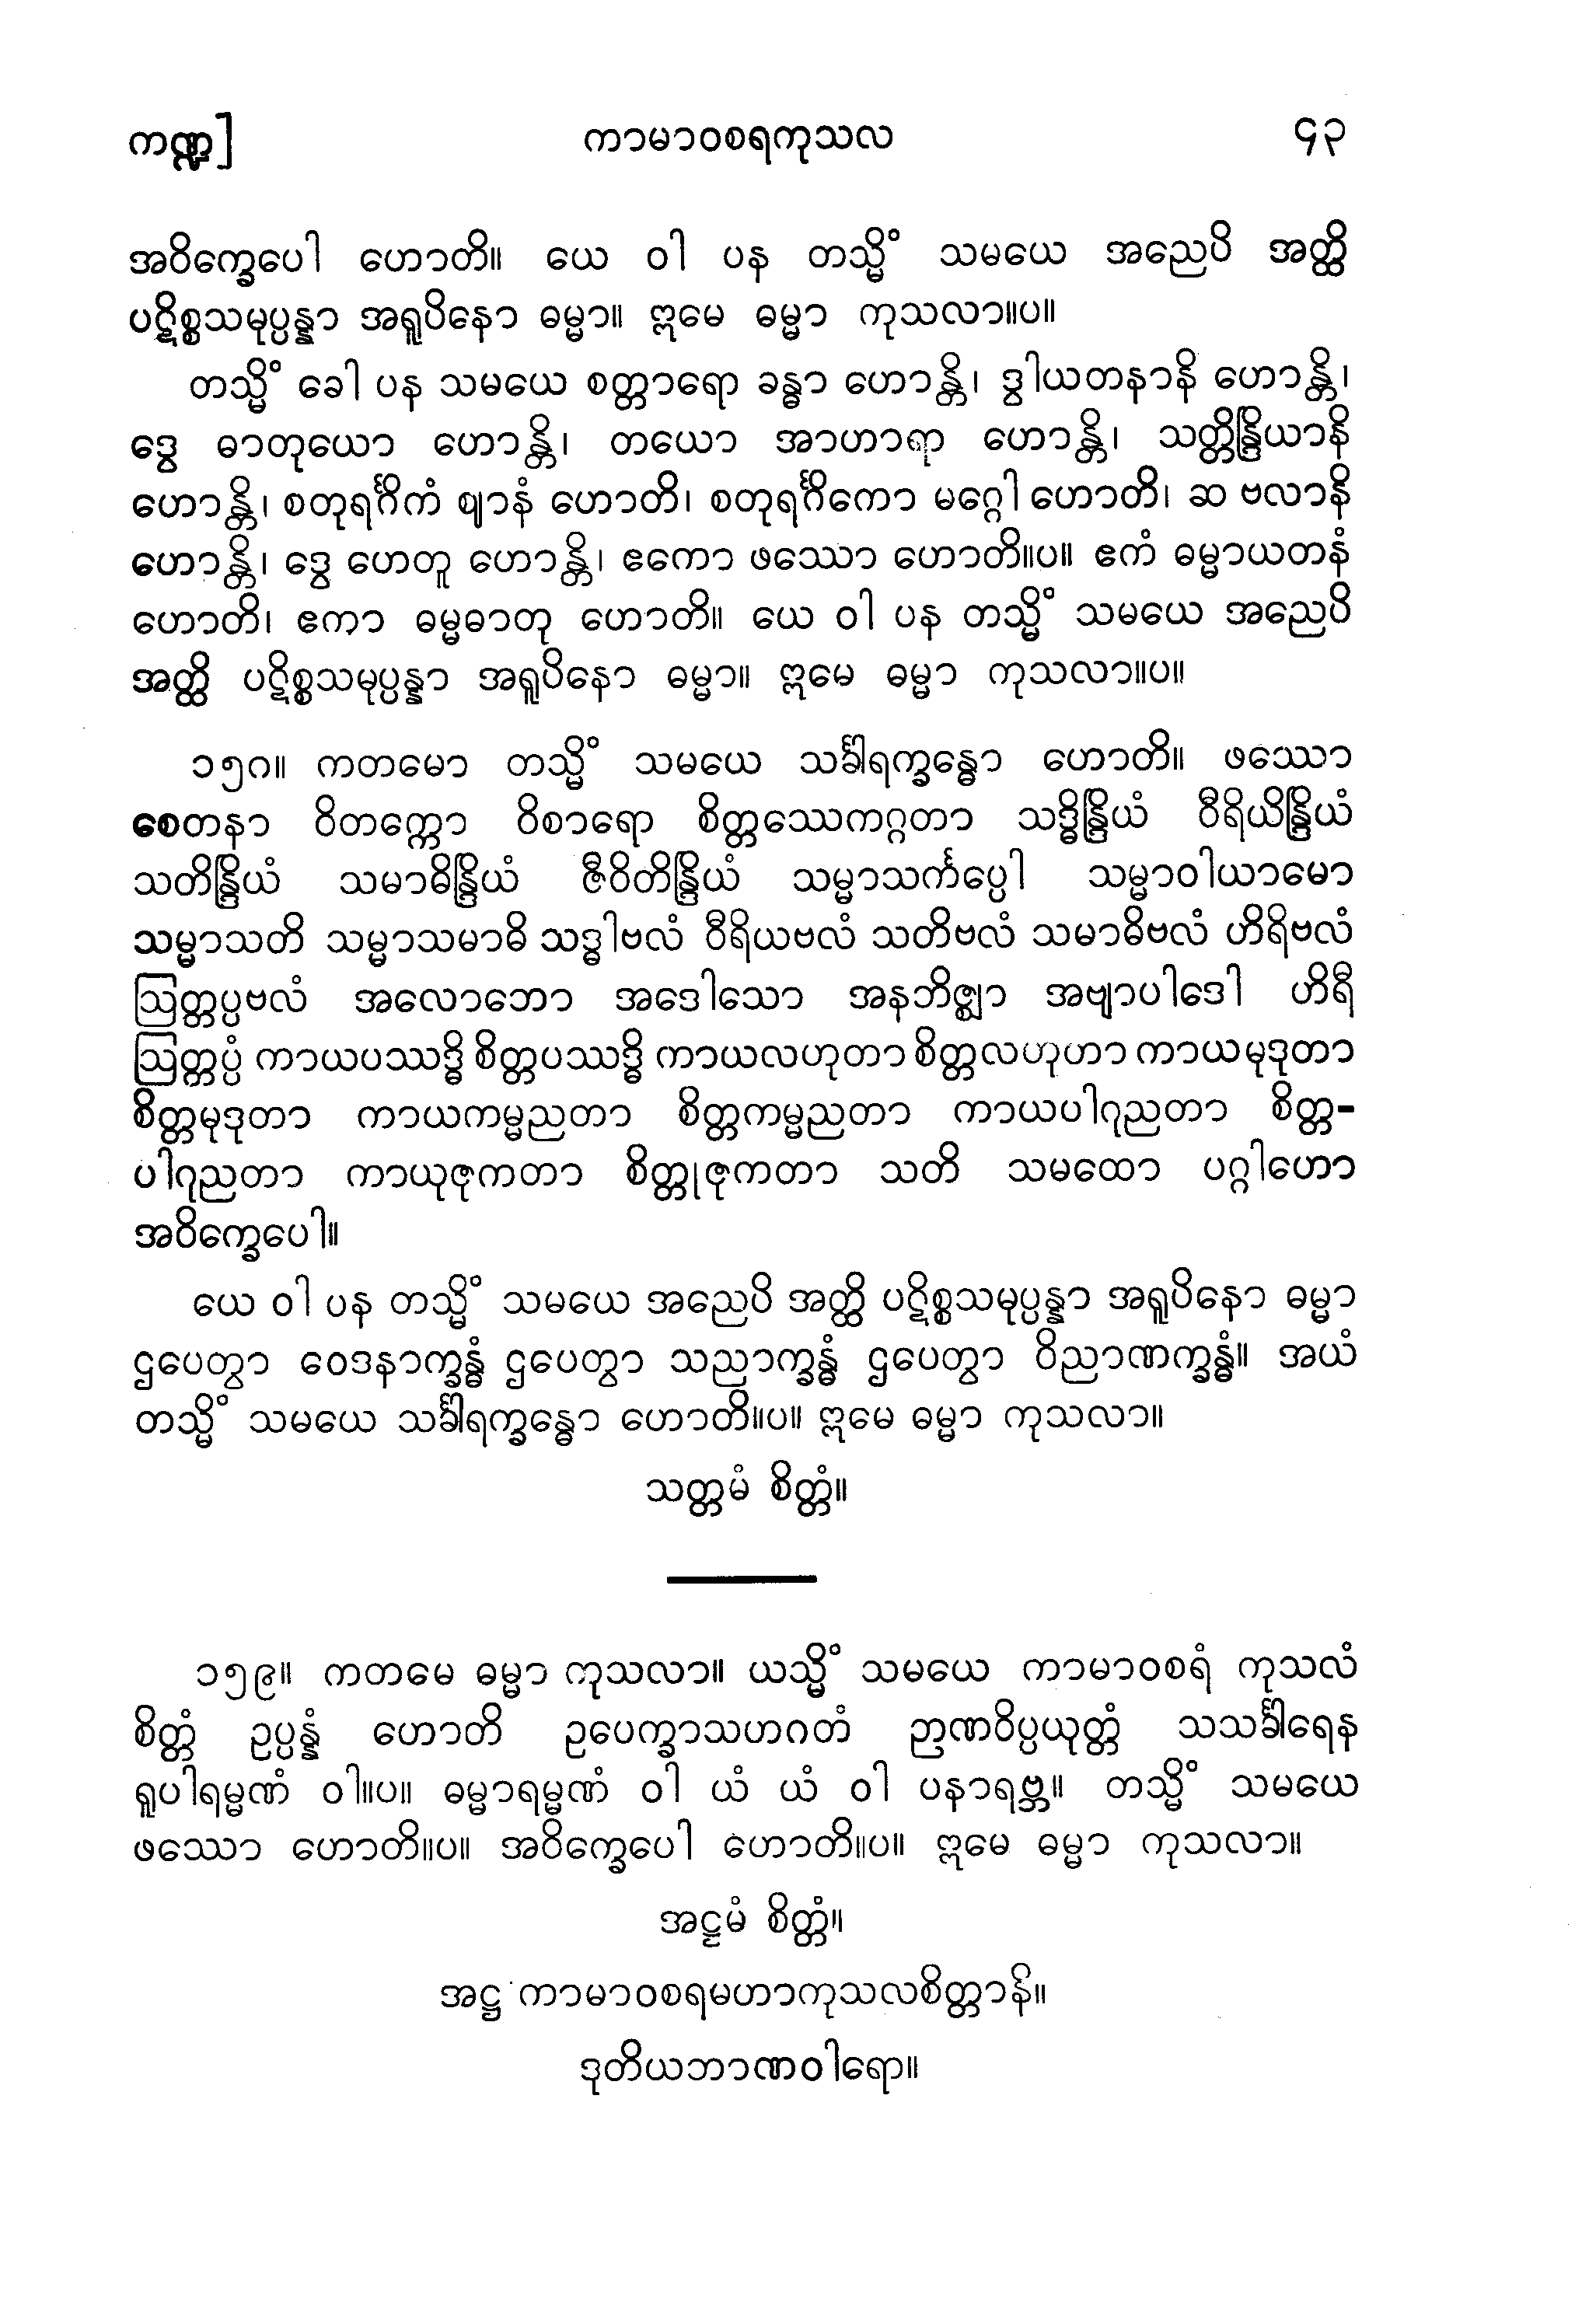 ကဏ္ဍ] ကာမာဝစရကုသလ ၄၃
အဝိက္ခေပေါ ဟောတိ။ ယေ ဝါ ပန တသ္မိံ သမယေ အညေပိ အတ္ထိ
ပဋိစ္စသမုပ္ပန္နာ အရူပိနော ဓမ္မာ။ ဣမေ ဓမ္မာ ကုသလာ။ပ။
တသ္မိံ ခေါ ပန သမယေ စတ္တာရော ခန္ဓာ ဟောန္တိ၊ ဒွါယတနာနိ ဟောန္တိ၊
ဒွေ ဓာတုယော ဟောန္တိ၊ တယော အာဟာရာ ဟောန္တိ၊ သတ္တိန္ဒြိယာနိ
ဟောန္တိ၊ စတုရင်္ဂိကံ ဈာနံ ဟောတိ၊ စတုရင်္ဂိကော မဂ္ဂေါ ဟောတိ၊ ဆ ဗလာနိ
ဟောန္တိ၊ ဒွေ ဟေတူ ဟောန္တိ၊ ဧကော ဖဿော ဟောတိ။ပ။ ဧကံ ဓမ္မာယတနံ
ဟောတိ၊ ဧကာ ဓမ္မဓာတု ဟောတိ။ ယေ ဝါ ပန တသ္မိံ သမယေ အညေပိ
အတ္ထိ ပဋိစ္စသမုပ္ပန္နာ အရူပိနော ဓမ္မာ။ ဣမေ ဓမ္မာ ကုသလာ။ပ။
၁၅၈။ ကတမော တသ္မိံ သမယေ သင်္ခါရက္ခန္ဓော ဟောတိ။ ဖဿော
စေတနာ ဝိတက္ကော ဝိစာရော စိတ္တဿေကဂ္ဂတာ သဒ္ဓိန္ဒြိယံ ဝီရိယိန္ဒြိယံ
သတိန္ဒြိယံ သမာဓိန္ဒြိယံ ဇီဝိတိန္ဒြိယံ သမ္မာသင်္ကပ္ပေါ သမ္မာဝါယာမော
သမ္မာသတိ သမ္မာသမာဓိ သဒ္ဓါဗလံ ဝီရိယဗလံ သတိဗလံ သမာဓိဗလံ ဟိရိဗလံ
ဩတ္တပ္ပဗလံ အလောဘော အဒေါသော အနဘိဇ္ဈာ အဗျာပါဒေါ ဟိရီ
ဩတ္တပ္ပံ ကာယပဿဒ္ဓိ စိတ္တပဿဒ္ဓိ ကာယလဟုတာ စိတ္တလဟုဟာ ကာယမုဒုတာ
စိတ္တမုဒုတာ ကာယကမ္မညတာ စိတ္တကမ္မညတာ ကာယပါဂုညတာ စိတ္တ-
ပါဂုညတာ ကာယုဇုကတာ စိတ္တုဇုကတာ သတိ သမထော ပဂ္ဂါဟော
အဝိက္ခေပေါ။
ယေ ဝါ ပန တသ္မိံ သမယေ အညေပိ အတ္ထိ ပဋိစ္စသမုပ္ပန္နာ အရူပိနော ဓမ္မာ
ဌပေတွာ ဝေဒနာက္ခန္ဓံ ဌပေတွာ သညာက္ခန္ဓံ ဌပေတွာ ဝိညာဏက္ခန္ဓံ။ အယံ
တသ္မိံ သမယေ သင်္ခါရက္ခန္ဓော ဟောတိ။ပ။ ဣမေ ဓမ္မာ ကုသလာ။
သတ္တမံ စိတ္တံ။
၁၅၉။ ကတမေ ဓမ္မာ ကုသလာ။ ယသ္မိံ သမယေ ကာမာဝစရံ ကုသလံ
စိတ္တံ ဥပ္ပန္နံ ဟောတိ ဥပေက္ခာသဟဂတံ ဉာဏဝိပ္ပယုတ္တံ သသင်္ခါရေန
ရူပါရမ္မဏံ ဝါ။ပ။ ဓမ္မာရမ္မဏံ ဝါ ယံ ယံ ဝါ ပနာရဗ္ဘ။ တသ္မိံ သမယေ
ဖဿော ဟောတိ။ပ။ အဝိက္ခေပေါ ဟောတိ။ပ။ ဣမေ ဓမ္မာ ကုသလာ။
အဋ္ဌမံ စိတ္တံ။
အဋ္ဌ ကာမာဝစရမဟာကုသလစိတ္တာနိ။
ဒုတိယဘာဏဝါရော။